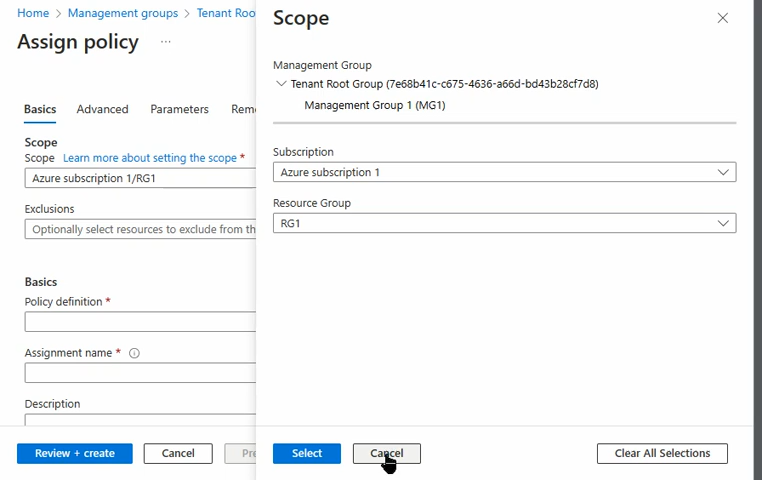 Home > Management groups > Tenant Roo
Assign policy ...
Basics Advanced Parameters Rem
Scope
Scope Learn more about setting the scope *
Azure subscription 1/RG1
Exclusions
Optionally select resources to exclude from th
Basics
Policy definition *
Assignment name *
Description
Review + create Cancel Pre
Scope
Management Group
Tenant Root Group (7e68b41c-c675-4636-a66d-bd43b28cf7d8)
Management Group 1 (MG1)
Subscription
Azure subscription 1
Resource Group
RG1
Select Cancel Clear All Selections